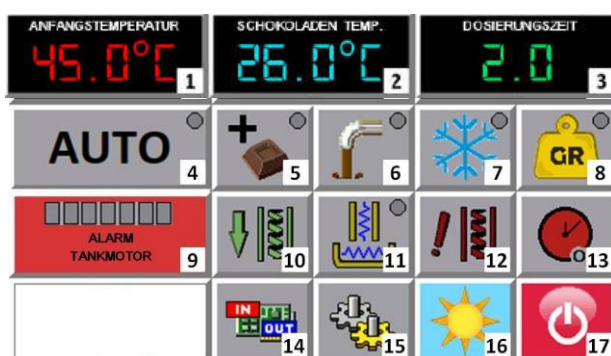 ANFANGSTEMPERATUR
SCHOKOLADEN TEMP.
DOSIERUNGSZEIT
45.0°C 1
26.0°C 2
2.0 3
AUTO 4
+ 5
6
7
GR 8
ALARM
TANKMOTOR 9
10
11
! 12
13
IN
OUT
14
15
16
17